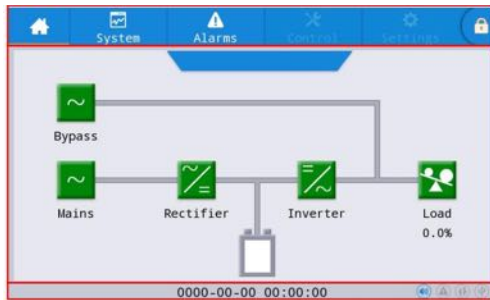 System
Alarms
Control
Settings
Bypass
Mains
Rectifier
Inverter
Load
0.0%
0000-00-00 00:00:00